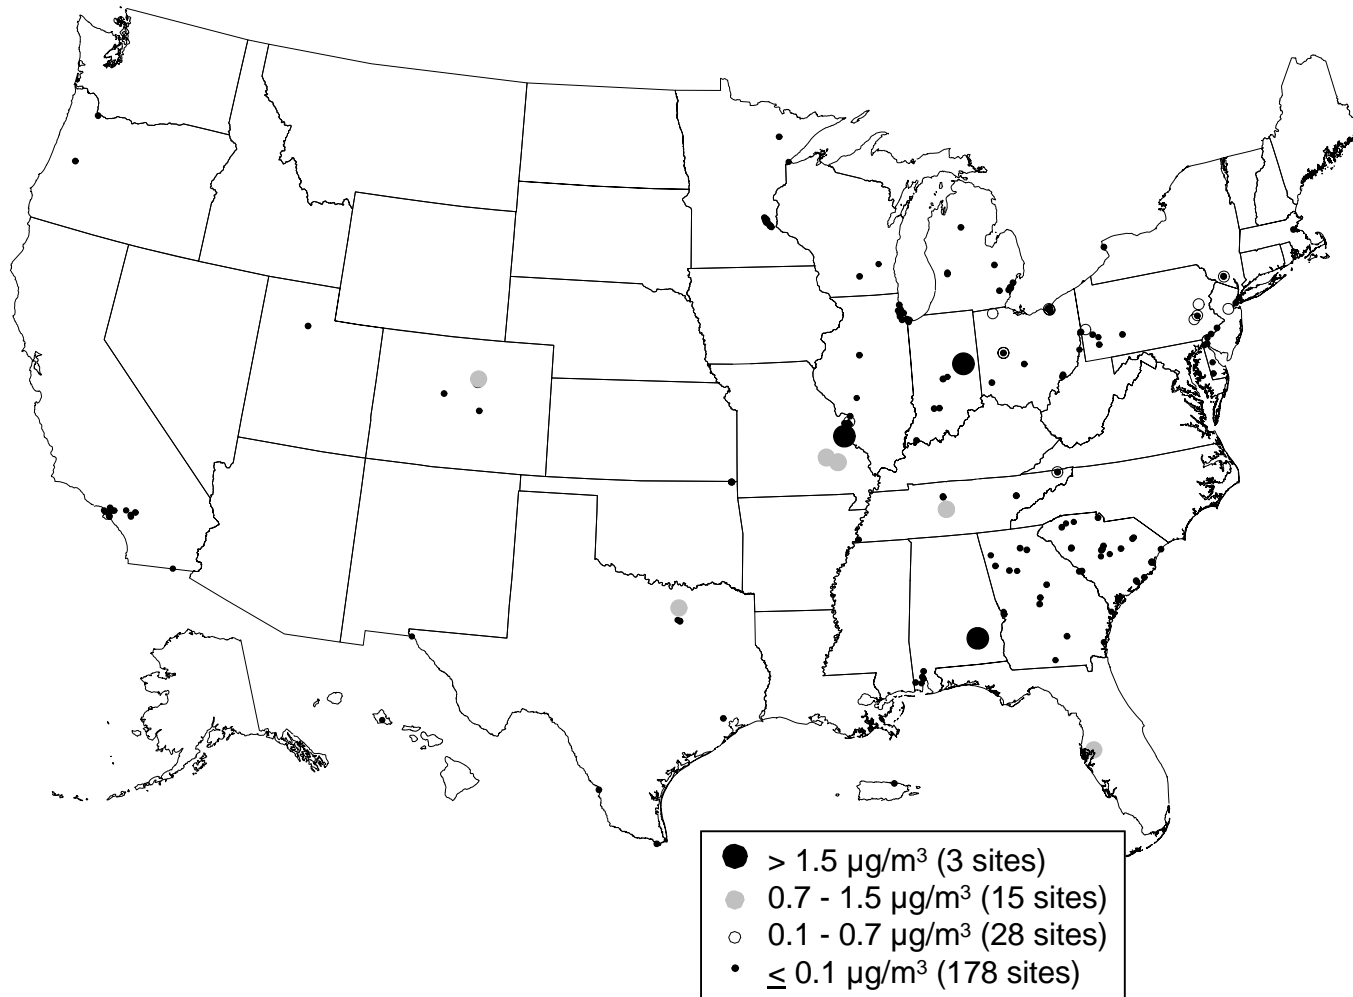 > 1.5 µg/m³ (3 sites)
0.7 - 1.5 µg/m³ (15 sites)
0.1 - 0.7 µg/m³ (28 sites)
≤ 0.1 µg/m³ (178 sites)